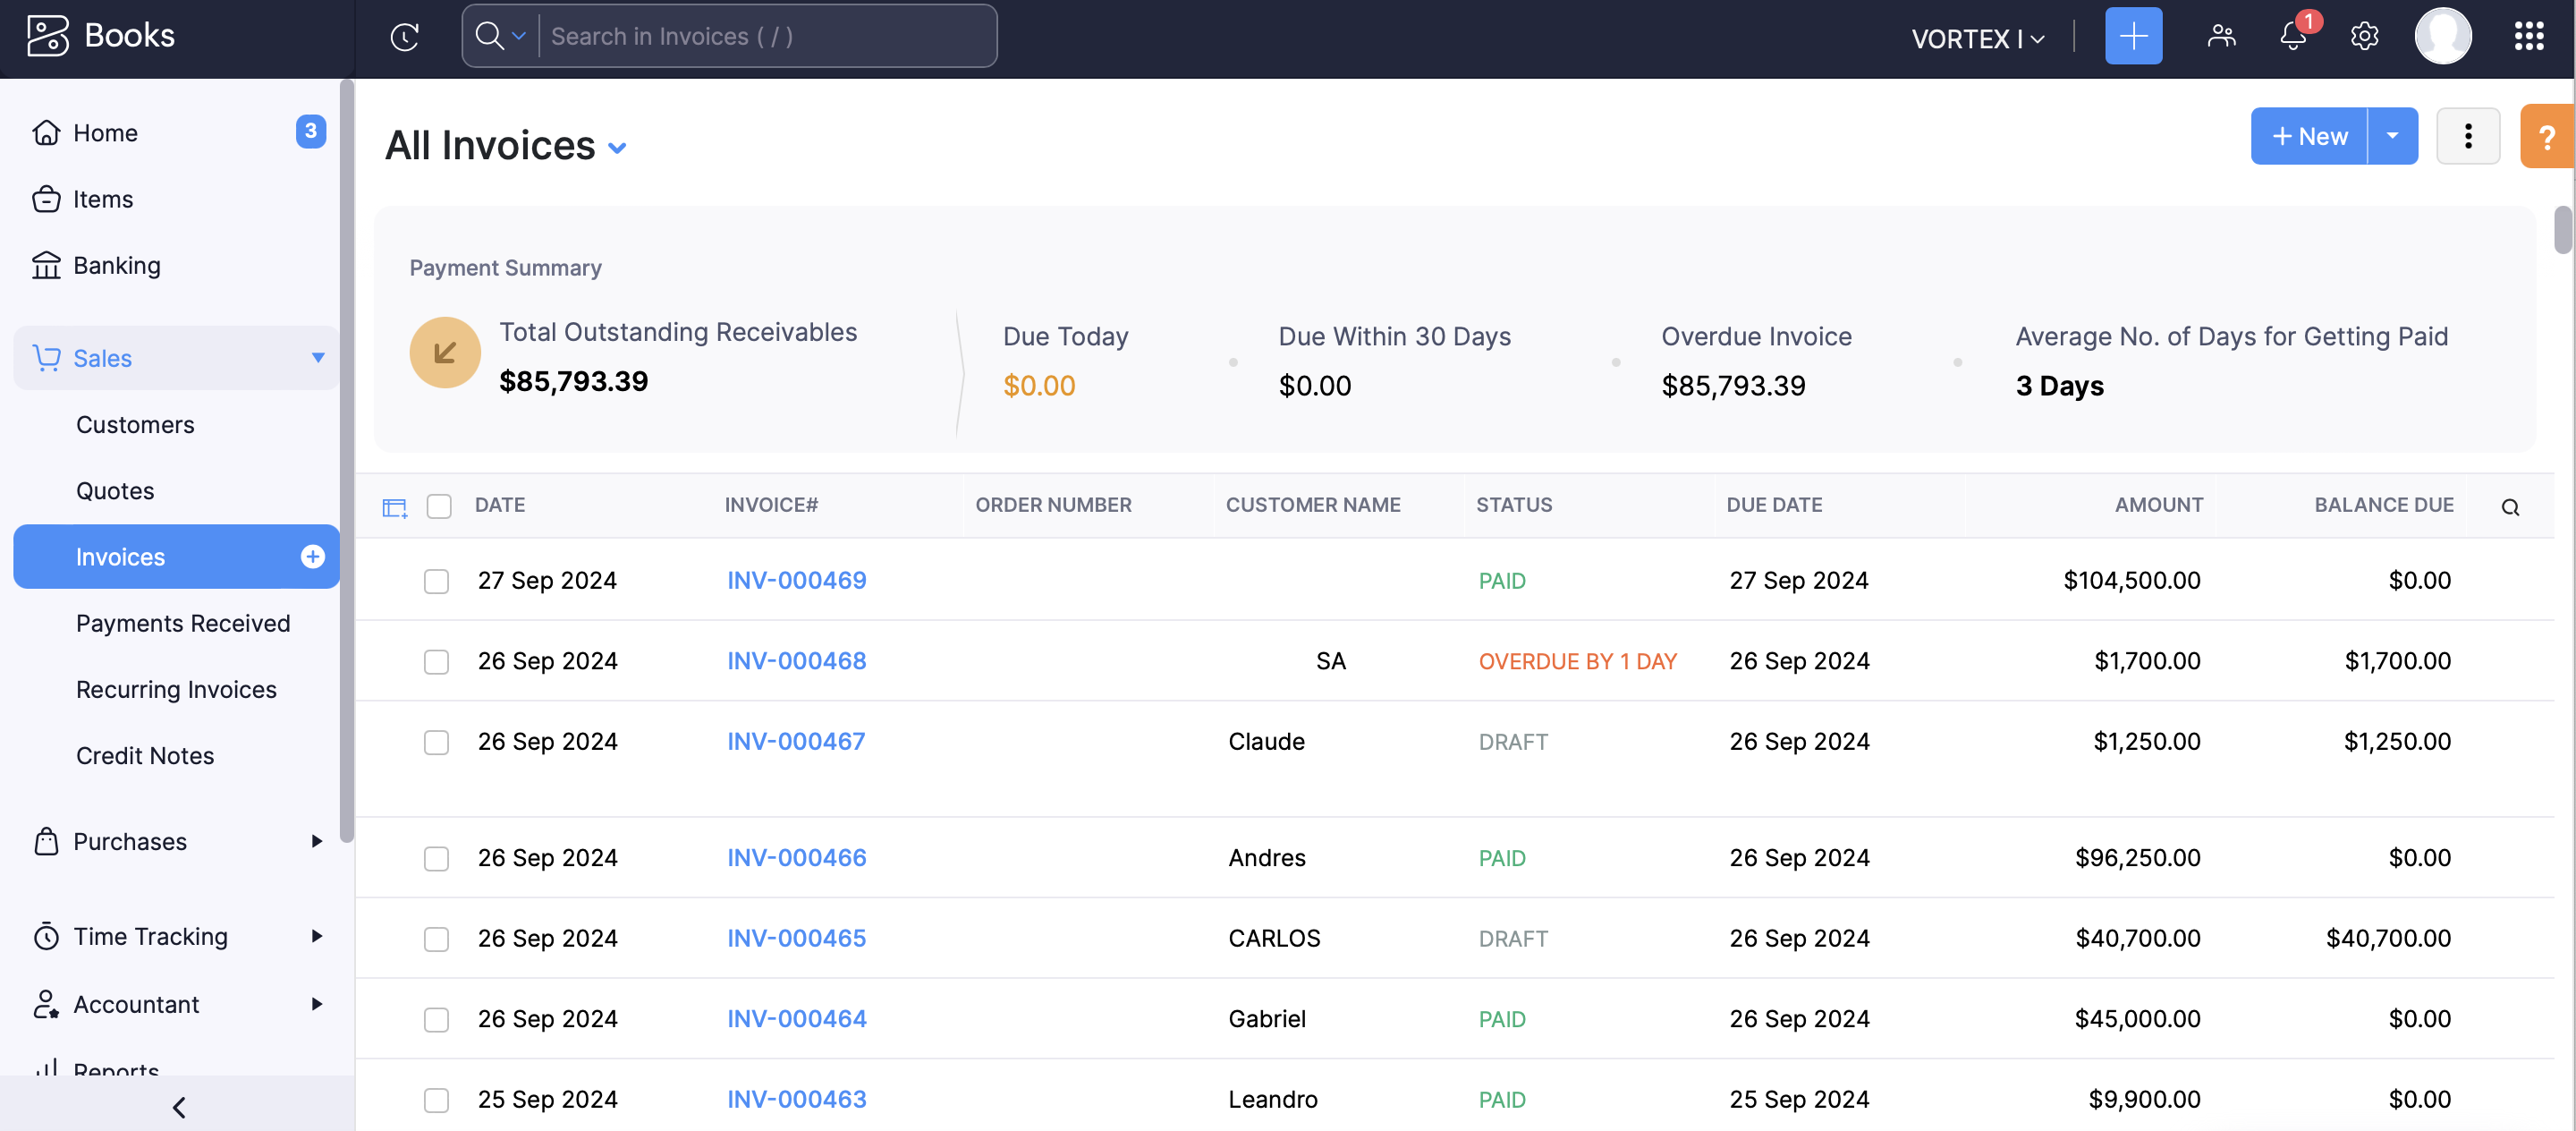 Books
Search in Invoices ( / )
VORTEX I
1
Home
3
Items
Banking
Sales
Customers
Quotes
Invoices
Payments Received
Recurring Invoices
Credit Notes
Purchases
Time Tracking
Accountant
Reports
All Invoices
+ New
?
Payment Summary
Total Outstanding Receivables
$85,793.39
Due Today
$0.00
Due Within 30 Days
$0.00
Overdue Invoice
$85,793.39
Average No. of Days for Getting Paid
3 Days
DATE INVOICE# ORDER NUMBER CUSTOMER NAME STATUS DUE DATE AMOUNT BALANCE DUE
27 Sep 2024 INV-000469 PAID 27 Sep 2024 $104,500.00 $0.00
26 Sep 2024 INV-000468 SA OVERDUE BY 1 DAY 26 Sep 2024 $1,700.00 $1,700.00
26 Sep 2024 INV-000467 Claude DRAFT 26 Sep 2024 $1,250.00 $1,250.00
26 Sep 2024 INV-000466 Andres PAID 26 Sep 2024 $96,250.00 $0.00
26 Sep 2024 INV-000465 CARLOS DRAFT 26 Sep 2024 $40,700.00 $40,700.00
26 Sep 2024 INV-000464 Gabriel PAID 26 Sep 2024 $45,000.00 $0.00
25 Sep 2024 INV-000463 Leandro PAID 25 Sep 2024 $9,900.00 $0.00